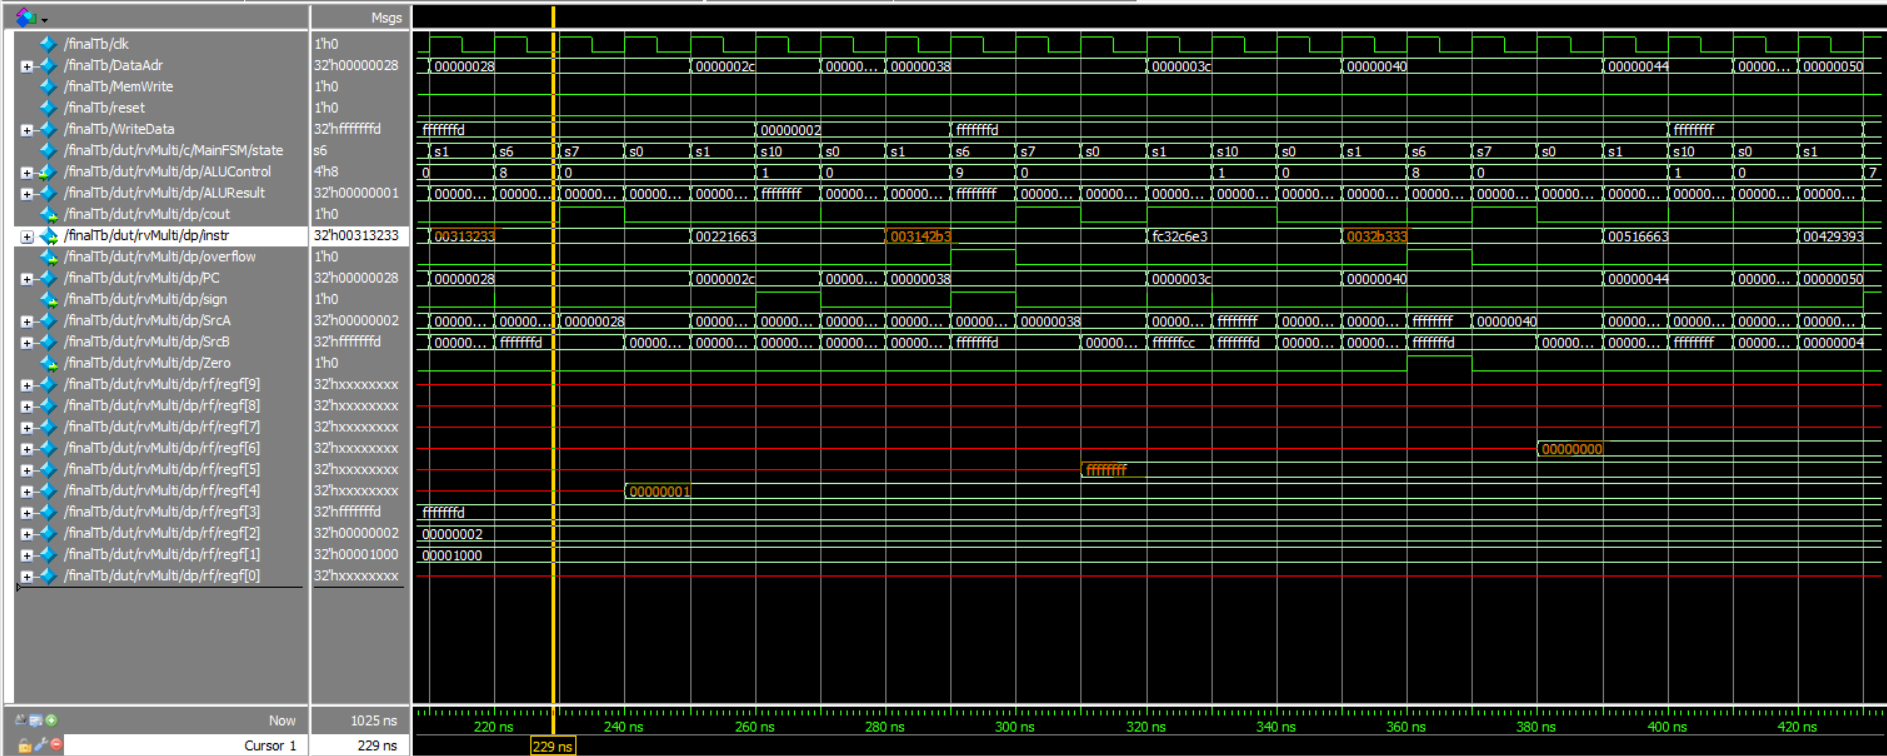 Msgs
/finalTb/clk 1'h0
/finalTb/DataAdr 32'h00000028 00000028 0000002c 00000... 00000038 0000003c 00000040 00000044 00000... 00000050
/finalTb/MemWrite 1'h0
/finalTb/reset 1'h0
/finalTb/WriteData 32'hfffffffd fffffffd 00000002 fffffffd ffffffff
/finalTb/dut/rvMulti/c/MainFSM/state s6 s1 s6 s7 s0 s1 s10 s0 s1 s6 s7 s0 s1 s10 s0 s1 s6 s7 s0 s1 s10 s0 s1
/finalTb/dut/rvMulti/dp/ALUControl 4'h8 0 8 0 1 0 9 0 1 0 8 0 1 0 7
/finalTb/dut/rvMulti/dp/ALUResult 32'h00000001 00000... 00000... 00000... 00000... 00000... ffffffff 00000... 00000... ffffffff 00000... 00000... 00000... 00000... 00000... 00000... 00000... 00000... 00000... 00000... 00000... 00000... 00000...
/finalTb/dut/rvMulti/dp/cout 1'h0
/finalTb/dut/rvMulti/dp/instr 32'h00313233 00313233 00221663 003142b3 fc32c6e3 0032b333 00516663 00429393
/finalTb/dut/rvMulti/dp/overflow 1'h0
/finalTb/dut/rvMulti/dp/PC 32'h00000028 00000028 0000002c 00000... 00000038 0000003c 00000040 00000044 00000... 00000050
/finalTb/dut/rvMulti/dp/sign 1'h0
/finalTb/dut/rvMulti/dp/SrcA 32'h00000002 00000... 00000... 00000028 00000... 00000... 00000... 00000... 00000... 00000038 00000... ffffffff 00000... 00000... ffffffff 00000040 00000... 00000... 00000... 00000...
/finalTb/dut/rvMulti/dp/SrcB 32'hfffffffd 00000... fffffffd 00000... 00000... 00000... 00000... 00000... fffffffd 00000... ffffffcc fffffffd 00000... 00000... fffffffd 00000... 00000... ffffffff 00000... 00000004
/finalTb/dut/rvMulti/dp/Zero 1'h0
/finalTb/dut/rvMulti/dp/rf/regf[9] 32'hxxxxxxxx
/finalTb/dut/rvMulti/dp/rf/regf[8] 32'hxxxxxxxx
/finalTb/dut/rvMulti/dp/rf/regf[7] 32'hxxxxxxxx
/finalTb/dut/rvMulti/dp/rf/regf[6] 32'hxxxxxxxx 00000000
/finalTb/dut/rvMulti/dp/rf/regf[5] 32'hxxxxxxxx ffffffff
/finalTb/dut/rvMulti/dp/rf/regf[4] 32'hxxxxxxxx 00000001
/finalTb/dut/rvMulti/dp/rf/regf[3] 32'hfffffffd fffffffd
/finalTb/dut/rvMulti/dp/rf/regf[2] 32'h00000002 00000002
/finalTb/dut/rvMulti/dp/rf/regf[1] 32'h00001000 00001000
/finalTb/dut/rvMulti/dp/rf/regf[0] 32'hxxxxxxxx
Now 1025 ns 220 ns 240 ns 260 ns 280 ns 300 ns 320 ns 340 ns 360 ns 380 ns 400 ns 420 ns
Cursor 1 229 ns 229 ns